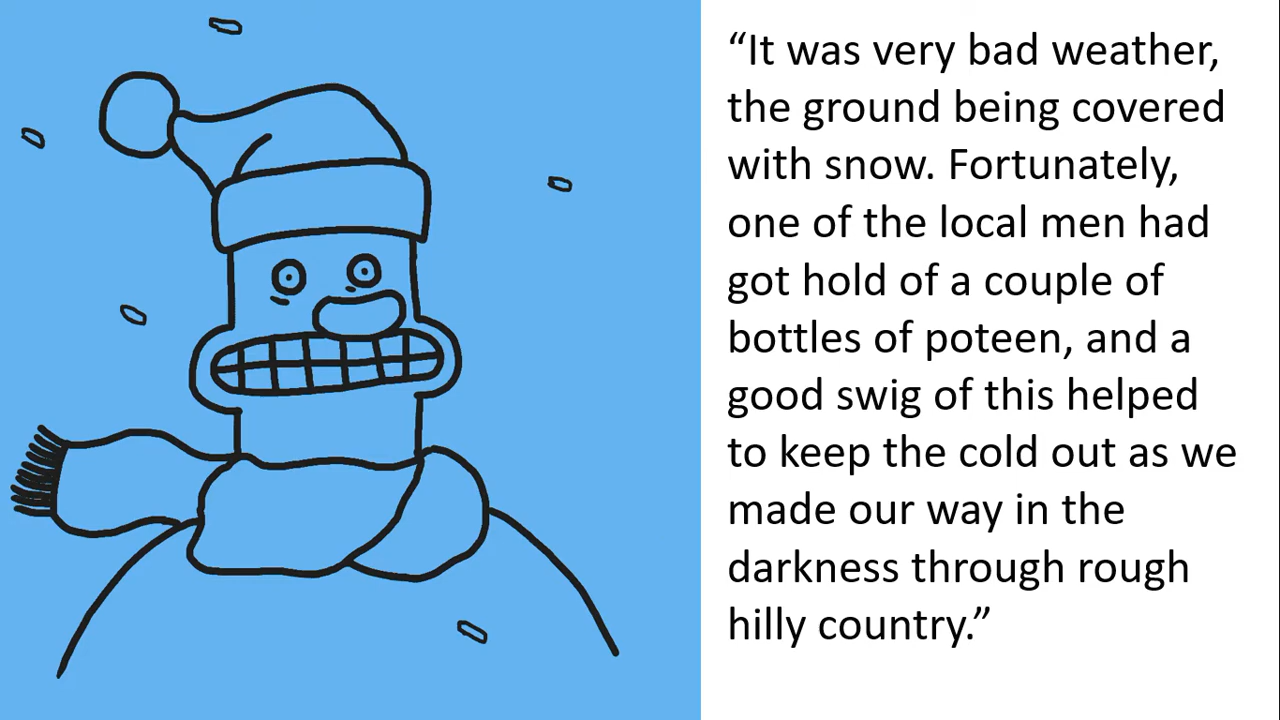 “It was very bad weather,
the ground being covered
with snow. Fortunately,
one of the local men had
got hold of a couple of
bottles of poteen, and a
good swig of this helped
to keep the cold out as we
made our way in the
darkness through rough
hilly country.”